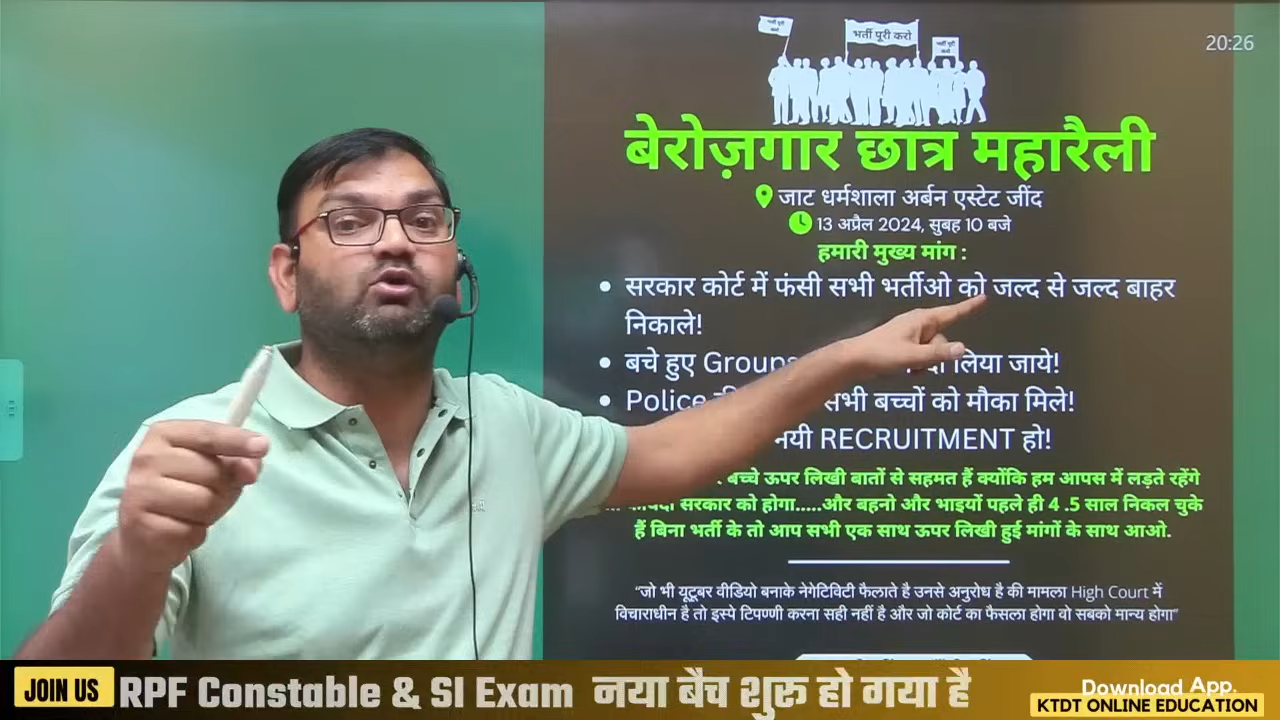 भर्ती पूरी करो
20:26
बेरोज़गार छात्र महारैली
जाट धर्मशाला अर्बन एस्टेट जींद
13 अप्रैल 2024, सुबह 10 बजे
हमारी मुख्य मांग :
सरकार कोर्ट में फंसी सभी भर्तीओ को जल्द से जल्द बाहर
निकाले!
बचे हुए Groups लिया जाये!
Police सभी बच्चों को मौका मिले!
नयी RECRUITMENT हो!
बच्चे ऊपर लिखी बातों से सहमत हैं क्योंकि हम आपस में लड़ते रहेंगे
सरकार को होगा.....और बहनो और भाइयों पहले ही 4 .5 साल निकल चुके
हैं बिना भर्ती के तो आप सभी एक साथ ऊपर लिखी हुई मांगों के साथ आओ.
"जो भी यूटूबर वीडियो बनाके नेगेटिविटी फैलाते है उनसे अनुरोध है की मामला High Court में
विचाराधीन है तो इस्पे टिपण्णी करना सही नहीं है और जो कोर्ट का फैसला होगा वो सबको मान्य होगा"
JOIN US RPF Constable & SI Exam नया बैच शुरू हो गया है
Download App.
KTDT ONLINE EDUCATION